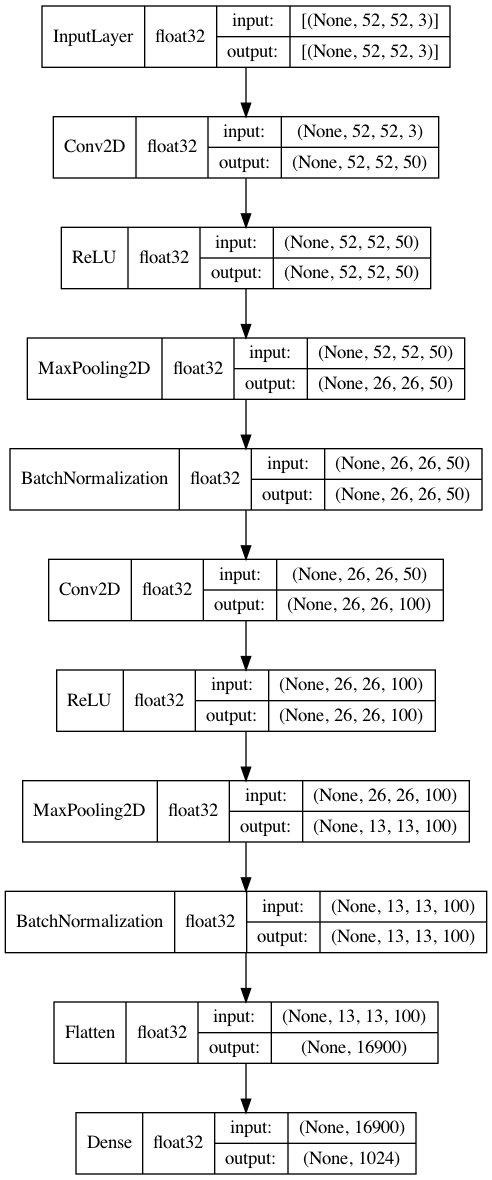 InputLayer float32 input: [(None, 52, 52, 3)]
output: [(None, 52, 52, 3)]
Conv2D float32 input: (None, 52, 52, 3)
output: (None, 52, 52, 50)
ReLU float32 input: (None, 52, 52, 50)
output: (None, 52, 52, 50)
MaxPooling2D float32 input: (None, 52, 52, 50)
output: (None, 26, 26, 50)
BatchNormalization float32 input: (None, 26, 26, 50)
output: (None, 26, 26, 50)
Conv2D float32 input: (None, 26, 26, 50)
output: (None, 26, 26, 100)
ReLU float32 input: (None, 26, 26, 100)
output: (None, 26, 26, 100)
MaxPooling2D float32 input: (None, 26, 26, 100)
output: (None, 13, 13, 100)
BatchNormalization float32 input: (None, 13, 13, 100)
output: (None, 13, 13, 100)
Flatten float32 input: (None, 13, 13, 100)
output: (None, 16900)
Dense float32 input: (None, 16900)
output: (None, 1024)